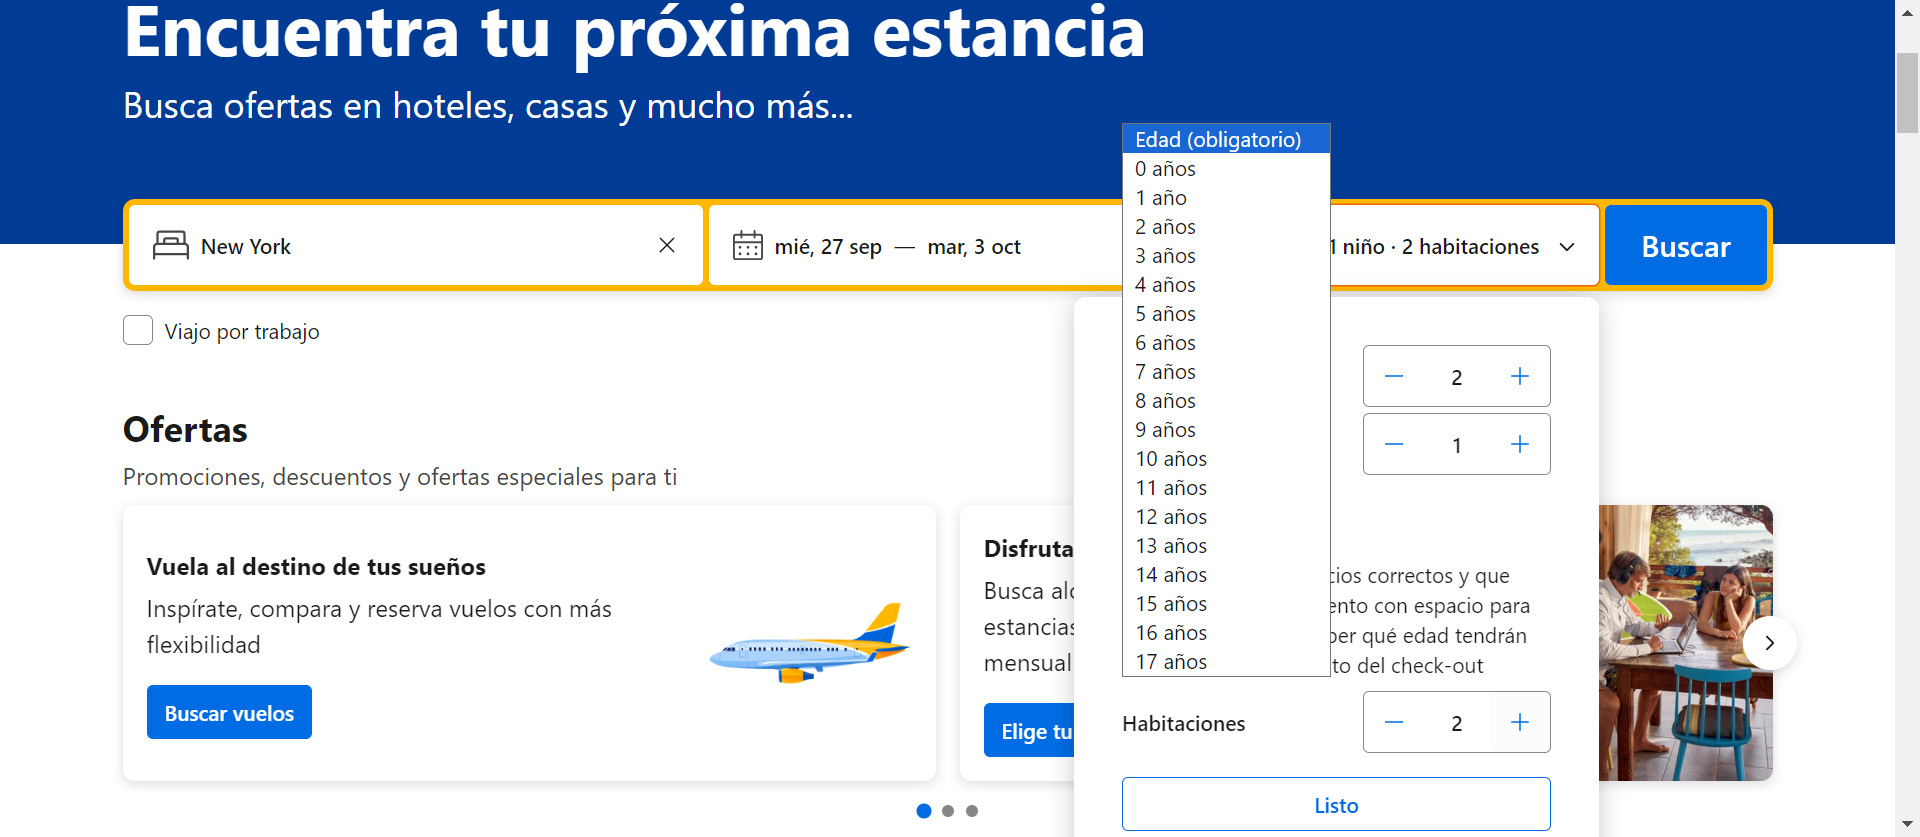 Encuentra tu próxima estancia
Busca ofertas en hoteles, casas y mucho más...
New York
mié, 27 sep — mar, 3 oct
1 niño · 2 habitaciones
Buscar
Edad (obligatorio)
0 años
1 año
2 años
3 años
4 años
5 años
6 años
7 años
8 años
9 años
10 años
11 años
12 años
13 años
14 años
15 años
16 años
17 años
Viajo por trabajo
2
1
cios correctos y que
ento con espacio para
ber qué edad tendrán
to del check-out
Habitaciones
2
Listo
Ofertas
Promociones, descuentos y ofertas especiales para ti
Vuela al destino de tus sueños
Inspírate, compara y reserva vuelos con más
flexibilidad
Buscar vuelos
Disfruta
Busca
estancias
mensual
Elige tu